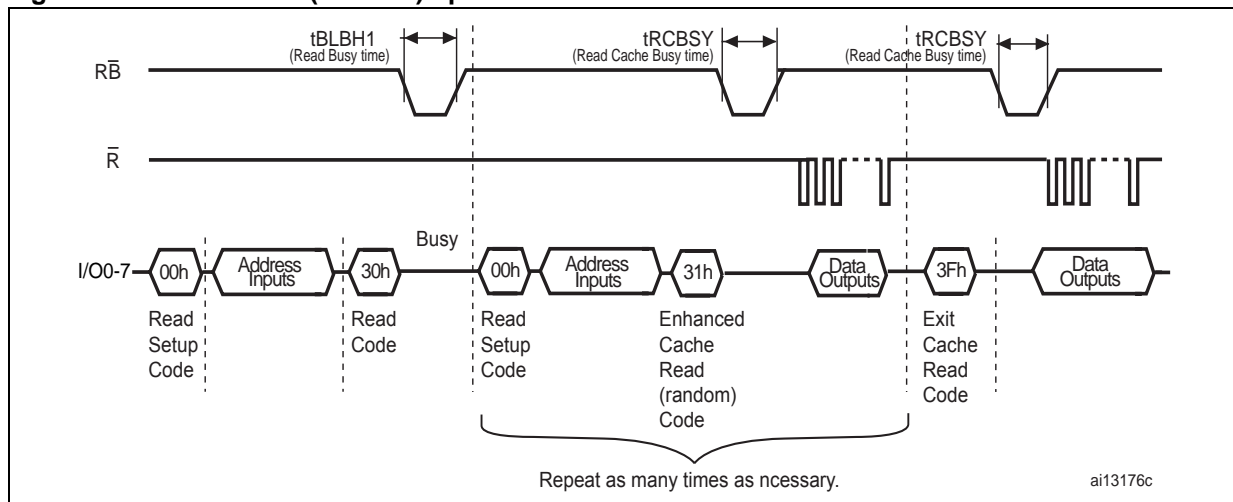 tBLBH1 tRCBSY tRCBSY
(Read Busy time) (Read Cache Busy time) (Read Cache Busy time)
RB
R
Busy
I/O0-7 00h Address Inputs 30h 00h Address Inputs 31h Data Outputs 3Fh Data Outputs
Read Setup Code
Read Code
Read Setup Code
Enhanced Cache Read (random) Code
Exit Cache Read Code
Repeat as many times as ncessary.
ai13176c